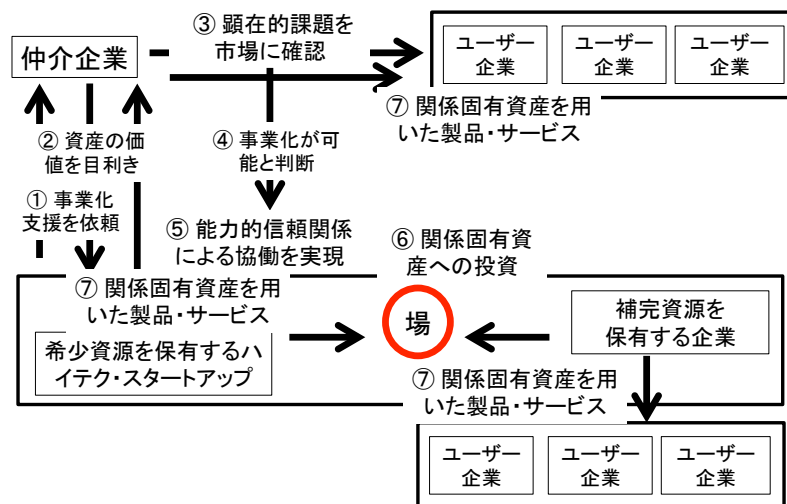 ③ 顕在的課題を
市場に確認
仲介企業
ユーザー
企業
ユーザー
企業
ユーザー
企業
⑦ 関係固有資産を用
いた製品・サービス
② 資産の価
値を目利き
④ 事業化が可
能と判断
① 事業化
支援を依頼
⑤ 能力的信頼関係
による協働を実現
⑥ 関係固有資
産への投資
⑦ 関係固有資産を用
いた製品・サービス
場
補完資源を
保有する企業
希少資源を保有するハ
イテク・スタートアップ
⑦ 関係固有資産を用
いた製品・サービス
ユーザー
企業
ユーザー
企業
ユーザー
企業